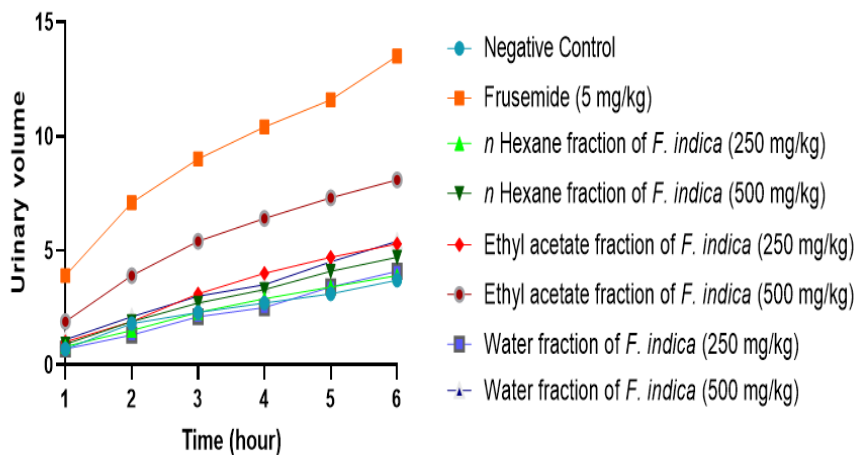 15
10
5
0
Urinary volume
1 2 3 4 5 6
Time (hour)
Negative Control
Frusemide (5 mg/kg)
n Hexane fraction of F. indica (250 mg/kg)
n Hexane fraction of F. indica (500 mg/kg)
Ethyl acetate fraction of F. indica (250 mg/kg)
Ethyl acetate fraction of F. indica (500 mg/kg)
Water fraction of F. indica (250 mg/kg)
Water fraction of F. indica (500 mg/kg)